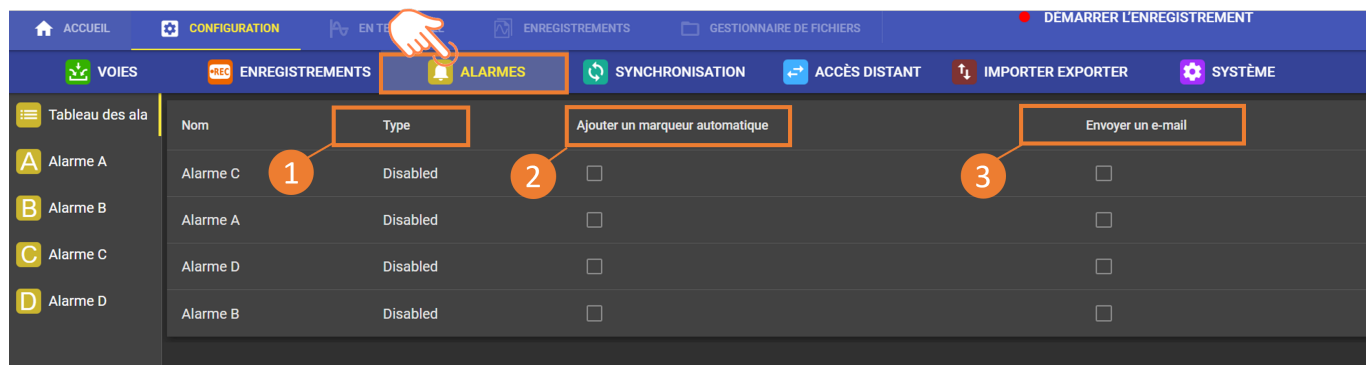 ACCUEIL CONFIGURATION EN TE ENREGISTREMENTS GESTIONNAIRE DE FICHIERS DÉMARRER L'ENREGISTREMENT
VOIES •REC ENREGISTREMENTS ALARMES SYNCHRONISATION ACCÈS DISTANT IMPORTER EXPORTER SYSTÈME
Tableau des ala
A Alarme A
B Alarme B
C Alarme C
D Alarme D
Nom Type Ajouter un marqueur automatique Envoyer un e-mail
1 2 3
Alarme C Disabled
Alarme A Disabled
Alarme D Disabled
Alarme B Disabled